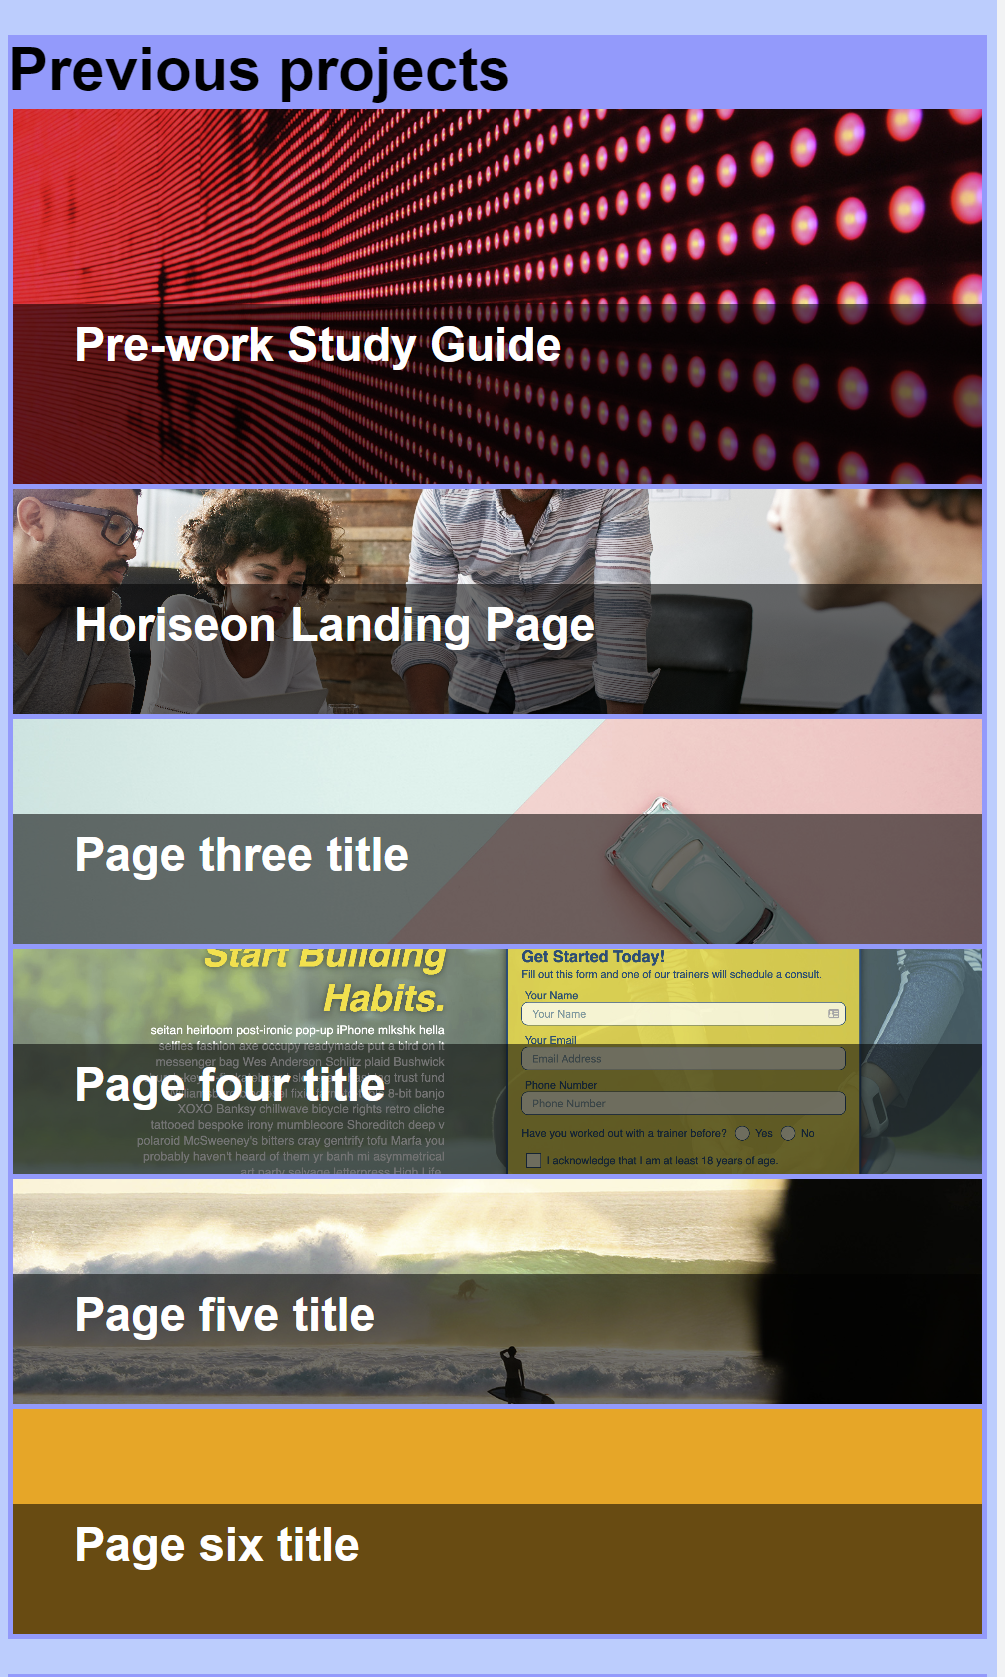 Previous projects
Pre-work Study Guide
Horiseon Landing Page
Page three title
Start Building
Habits.
seitan heirloom post-ironic pop-up iPhone mlkshk hella
selfies fashion axe occupy readymade put a bird on it
messenger bag Wes Anderson Schlitz plaid Bushwick
trust fund
Page four title
8-bit banjo
XOXO Banksy chillwave bicycle rights retro cliche
tattooed bespoke irony mumblecore Shoreditch deep v
polaroid McSweeney's bitters cray gentrify tofu Marfa you
probably haven't heard of them yr banh mi asymmetrical
art party selvage letterpress High Life.
Get Started Today!
Fill out this form and one of our trainers will schedule a consult.
Your Name
Your Name
Your Email
Email Address
Phone Number
Phone Number
Have you worked out with a trainer before? Yes No
I acknowledge that I am at least 18 years of age.
Page five title
Page six title